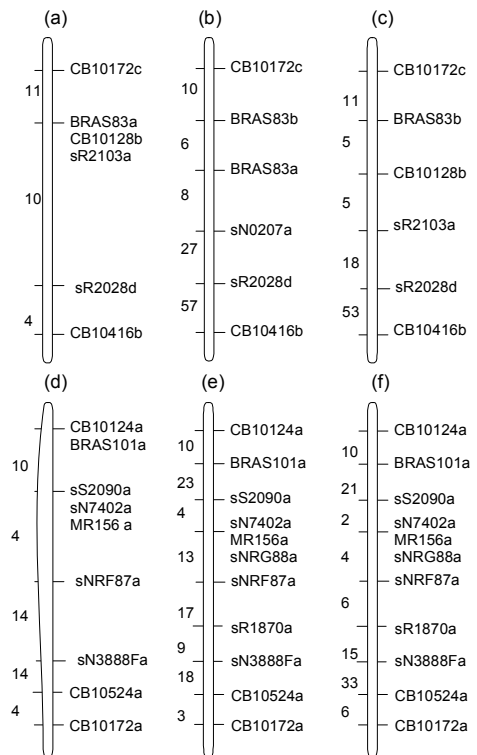 (a) (b) (c)
11
10
4
CB10172c
BRAS83a
CB10128b
sR2103a
sR2028d
CB10416b
10
6
8
27
57
CB10172c
BRAS83b
BRAS83a
sN0207a
sR2028d
CB10416b
11
5
5
18
53
CB10172c
BRAS83b
CB10128b
sR2103a
sR2028d
CB10416b
(d) (e) (f)
10
4
14
14
4
CB10124a
BRAS101a
sS2090a
sN7402a
MR156 a
sNRF87a
sN3888Fa
CB10524a
CB10172a
10
23
4
13
17
9
18
3
CB10124a
BRAS101a
sS2090a
sN7402a
MR156a
sNRG88a
sNRF87a
sR1870a
sN3888Fa
CB10524a
CB10172a
10
21
2
4
6
15
33
6
CB10124a
BRAS101a
sS2090a
sN7402a
MR156a
sNRG88a
sNRF87a
sR1870a
sN3888Fa
CB10524a
CB10172a